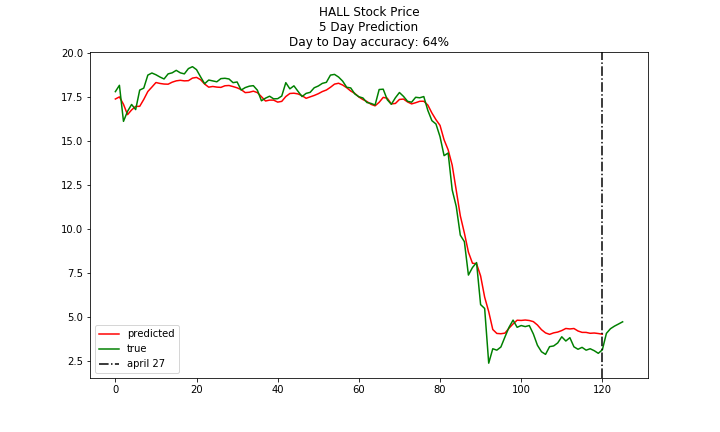 HALL Stock Price
5 Day Prediction
Day to Day accuracy: 64%
20.0
17.5
15.0
12.5
10.0
7.5
5.0
2.5
predicted
true
april 27
0 20 40 60 80 100 120